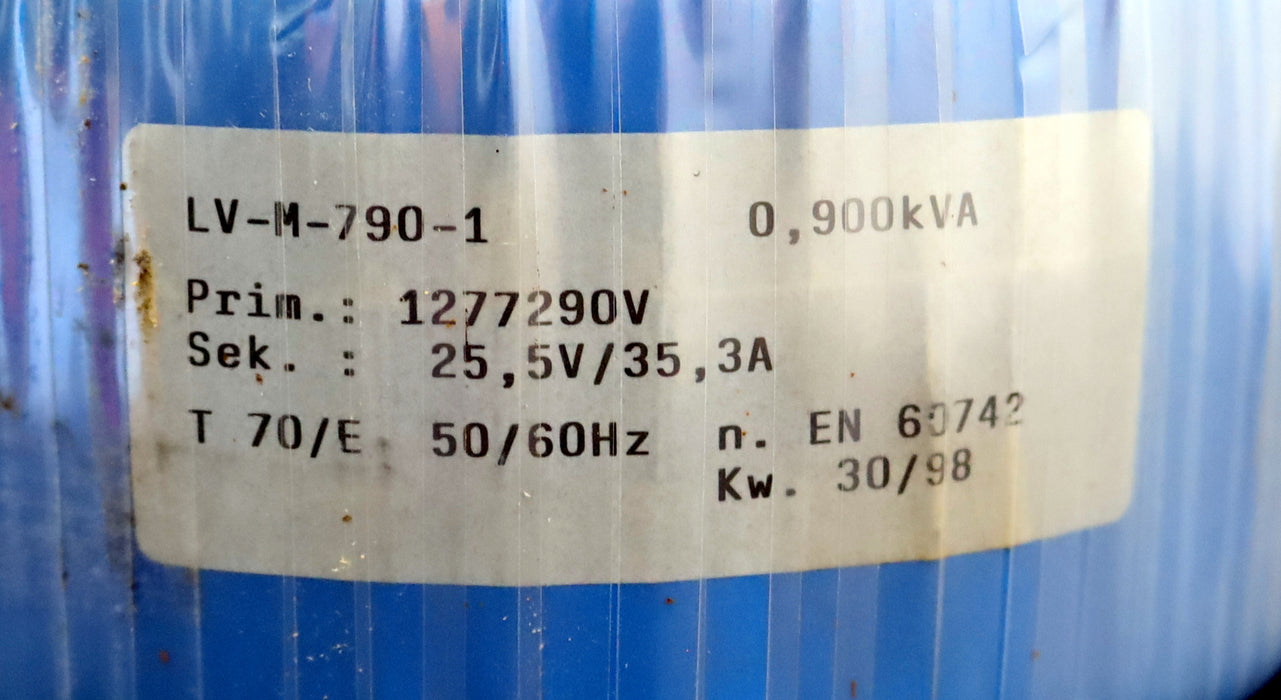 LV-M-790-1 0,900kVA
Prim.: 1277290V
Sek. : 25,5V/35,3A
T 70/E 50/60Hz n. EN 60742
Kw. 30/98